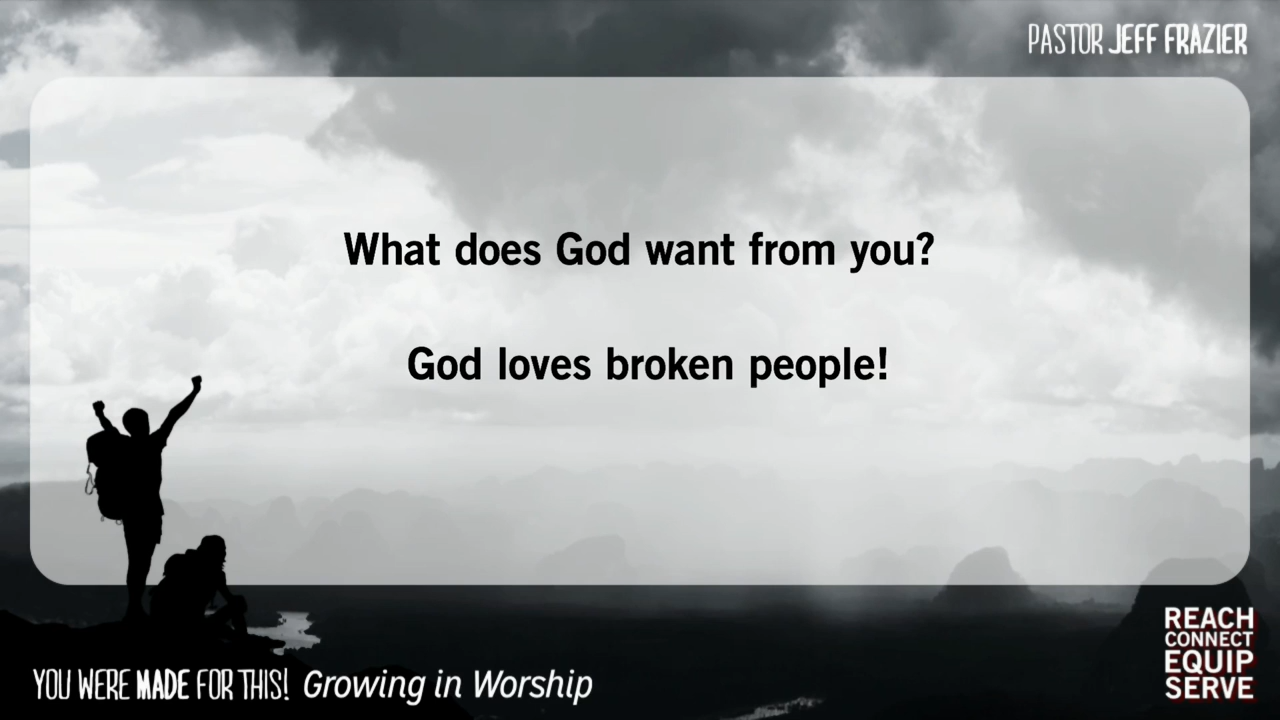 PASTOR JEFF FRAZIER
What does God want from you?
God loves broken people!
REACH
CONNECT
EQUIP
SERVE
YOU WERE MADE FOR THIS! Growing in Worship